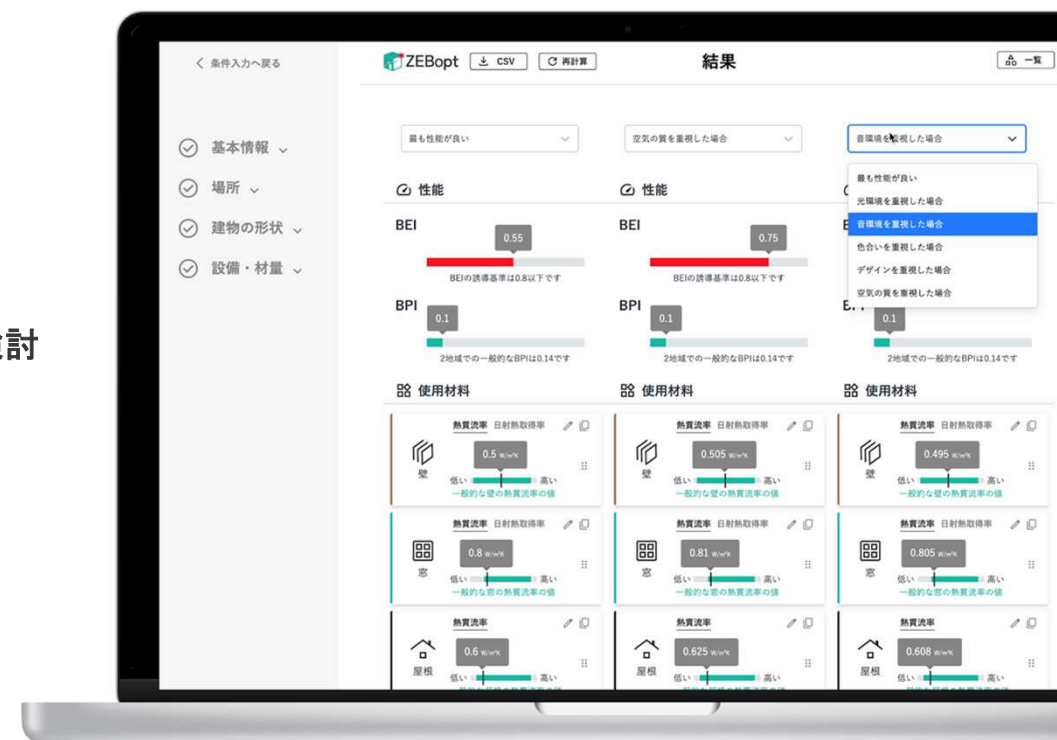 討
条件入力へ戻る
ZEBopt
CSV
再計算
結果
一覧
基本情報
場所
建物の形状
設備・材量
最も性能が良い
空気の質を重視した場合
音環境を重視した場合
最も性能が良い
光環境を重視した場合
音環境を重視した場合
色合いを重視した場合
デザインを重視した場合
空気の質を重視した場合
性能
性能
BEI
0.55
BEIの誘導基準は0.8以下です
BEI
0.75
BEIの誘導基準は0.8以下です
BPI
0.1
2地域での一般的なBPIは0.14です
BPI
0.1
2地域での一般的なBPIは0.14です
0.1
2地域での一般的なBPIは0.14です
使用材料
使用材料
使用材料
熱貫流率 日射熱取得率
0.5 W/m²K
壁
低い 高い
一般的な壁の熱貫流率の値
熱貫流率 日射熱取得率
0.505 W/m²K
壁
低い 高い
一般的な壁の熱貫流率の値
熱貫流率 日射熱取得率
0.495 W/m²K
壁
低い 高い
一般的な壁の熱貫流率の値
熱貫流率 日射熱取得率
0.8 W/m²K
窓
低い 高い
一般的な窓の熱貫流率の値
熱貫流率 日射熱取得率
0.81 W/m²K
窓
低い 高い
一般的な窓の熱貫流率の値
熱貫流率 日射熱取得率
0.805 W/m²K
窓
低い 高い
一般的な窓の熱貫流率の値
熱貫流率
0.6 W/m²K
屋根
低い 高い
熱貫流率
0.625 W/m²K
屋根
低い 高い
熱貫流率
0.608 W/m²K
屋根
低い 高い